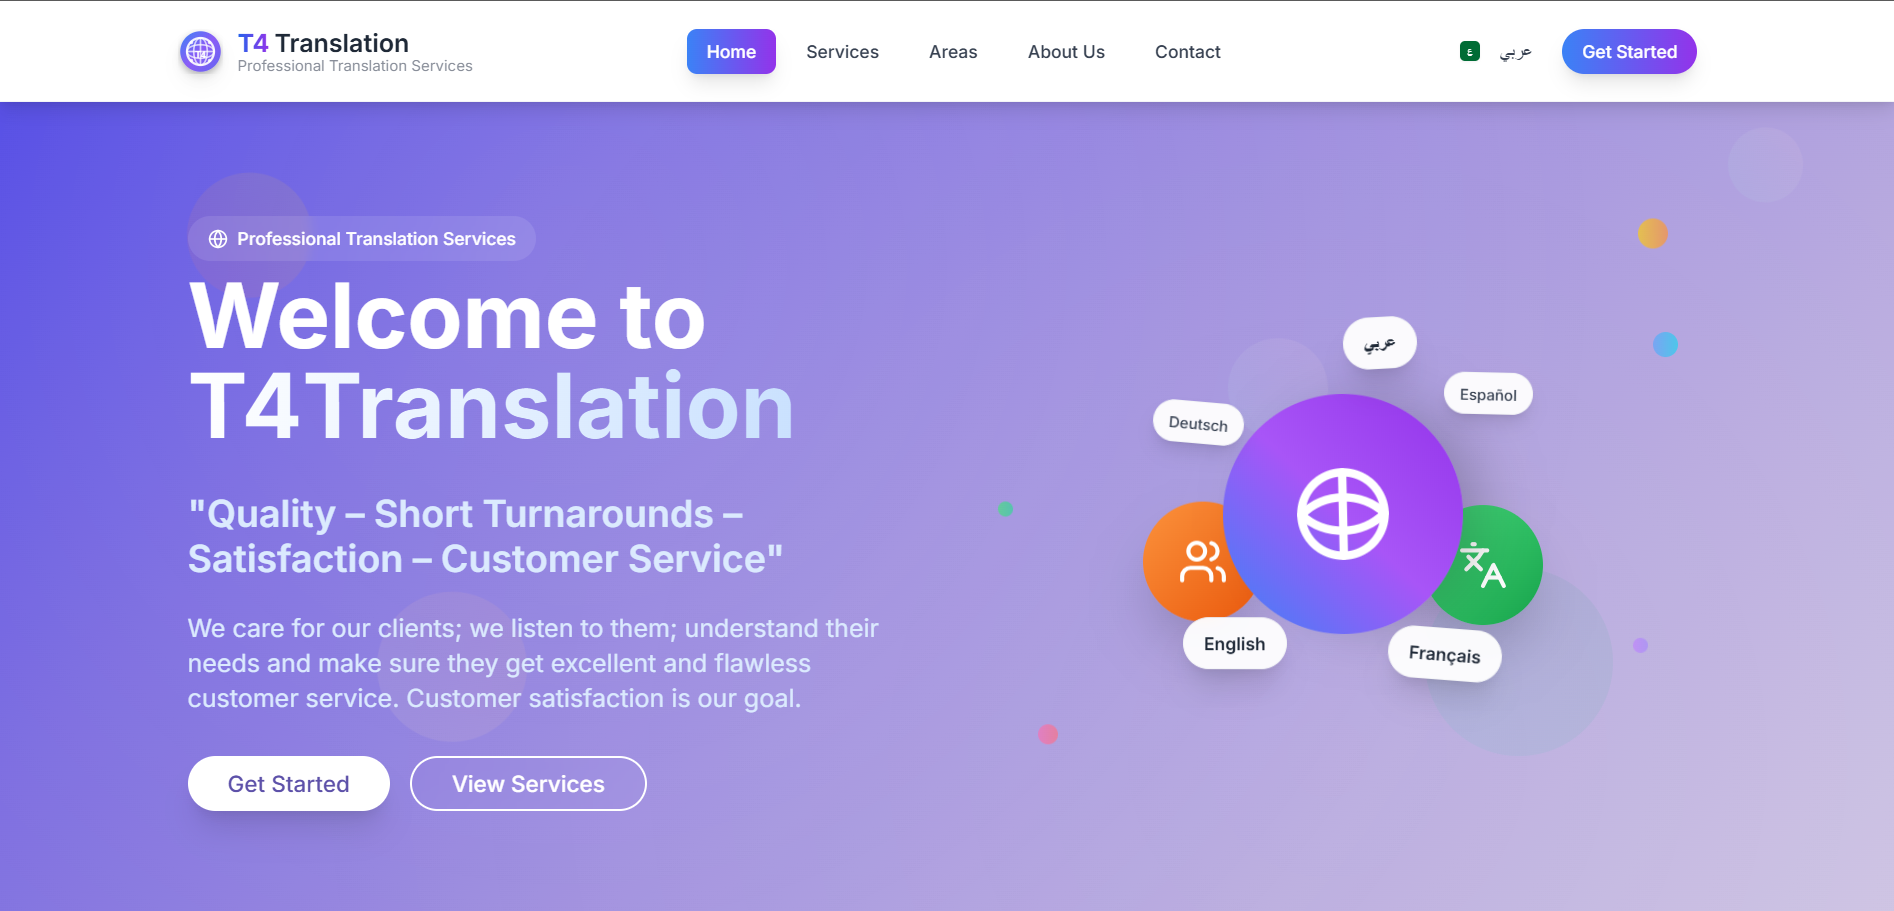 T4 Translation
Professional Translation Services
Home
Services
Areas
About Us
Contact
ع
عربي
Get Started
Professional Translation Services
Welcome to
T4Translation
"Quality – Short Turnarounds –
Satisfaction – Customer Service"
We care for our clients; we listen to them; understand their
needs and make sure they get excellent and flawless
customer service. Customer satisfaction is our goal.
Get Started
View Services
عربي
Español
Deutsch
English
Français